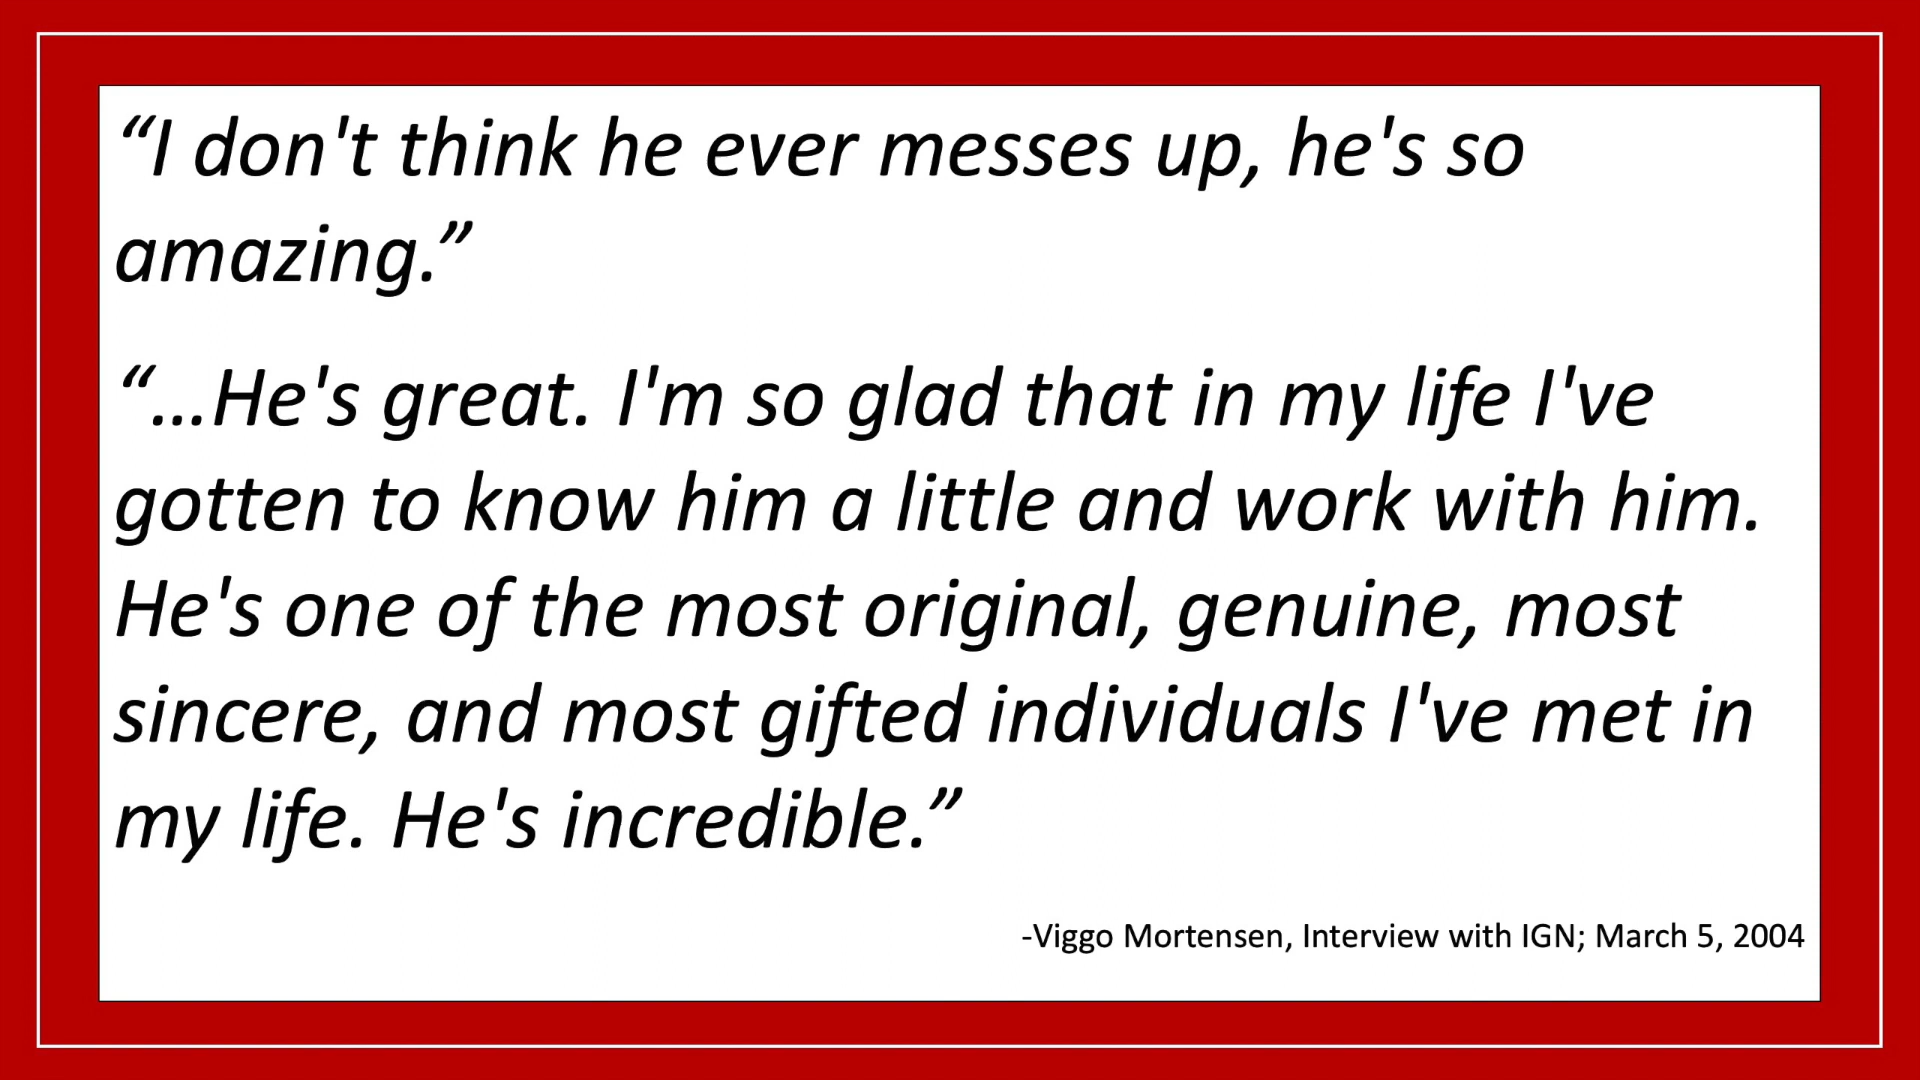 “I don't think he ever messes up, he's so
amazing.”
“...He's great. I'm so glad that in my life I've
gotten to know him a little and work with him.
He's one of the most original, genuine, most
sincere, and most gifted individuals I've met in
my life. He's incredible.”
-Viggo Mortensen, Interview with IGN; March 5, 2004